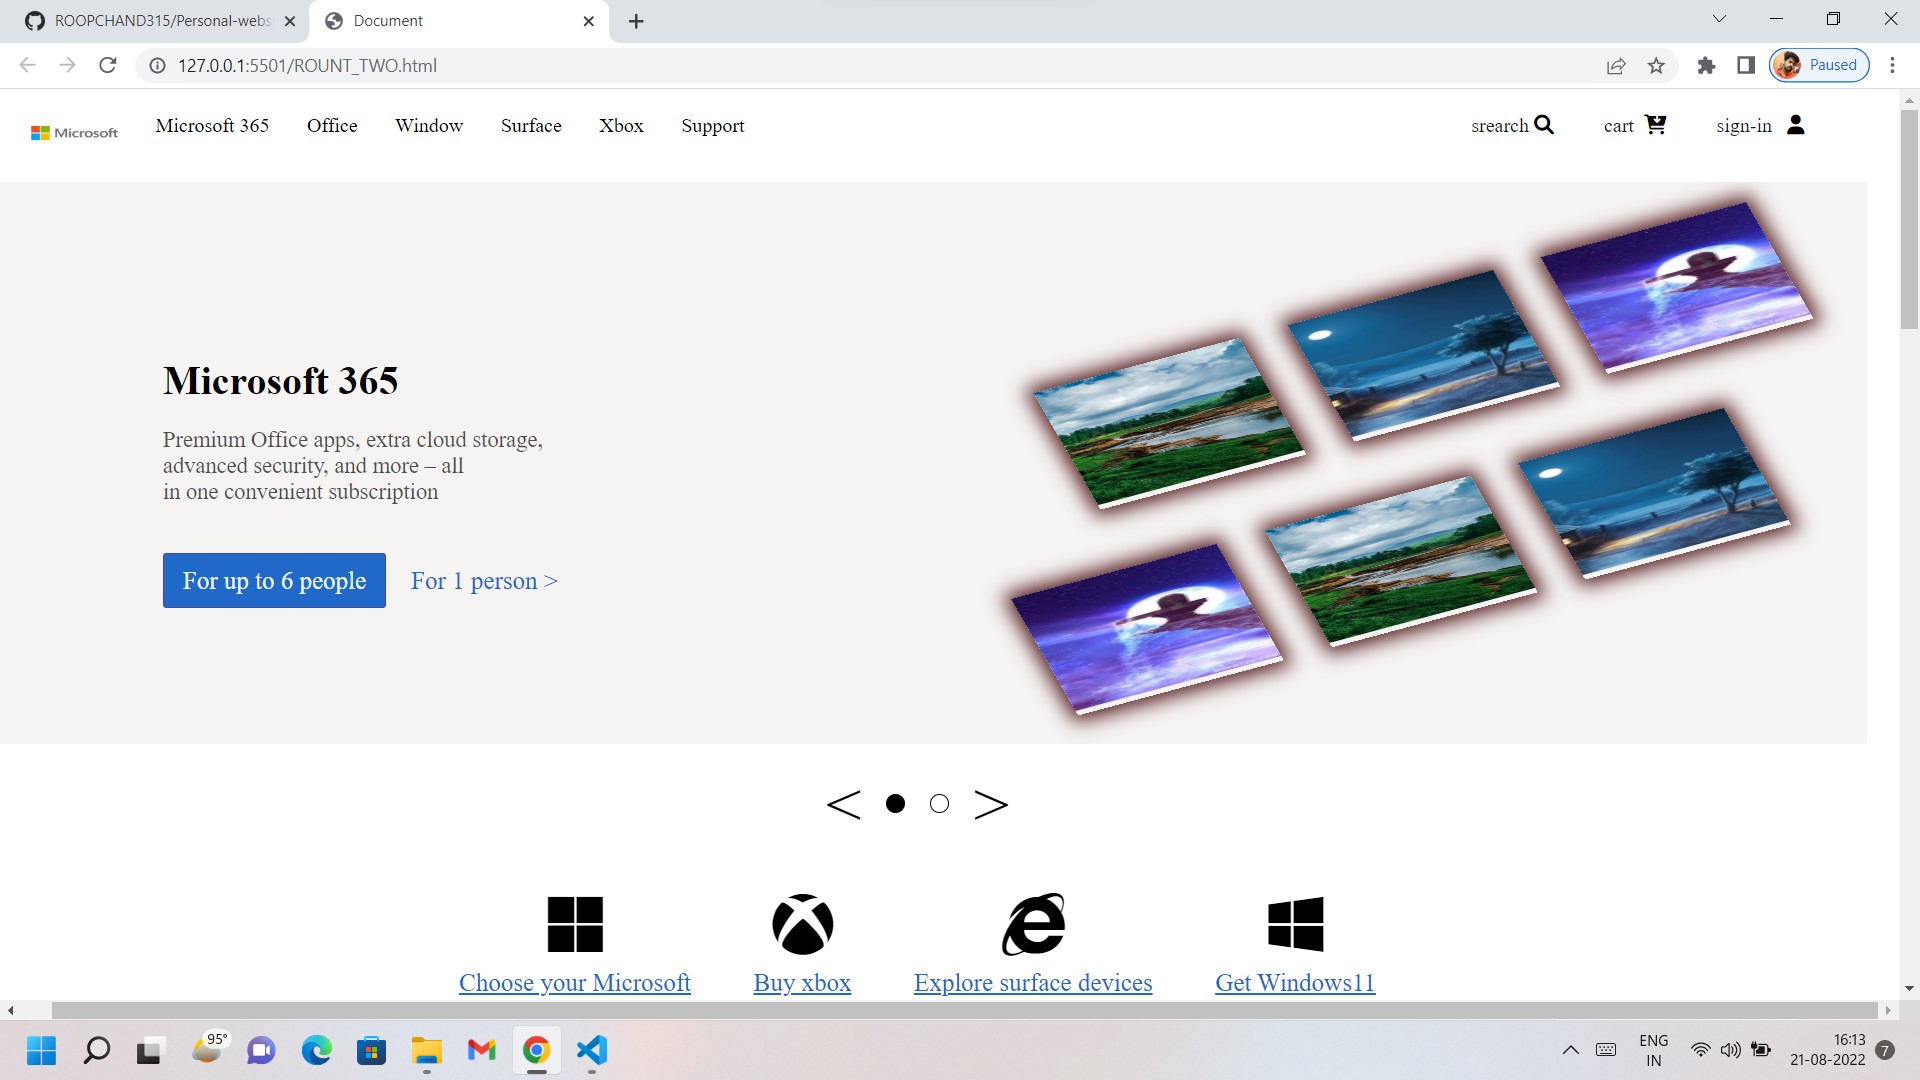 ROOPCHAND315/Personal-webs
Document
127.0.0.1:5501/ROUNT_TWO.html
Paused
Microsoft
Microsoft 365
Office
Window
Surface
Xbox
Support
srearch
cart
sign-in
Microsoft 365
Premium Office apps, extra cloud storage,
advanced security, and more – all
in one convenient subscription
For up to 6 people
For 1 person >
< >
Choose your Microsoft
Buy xbox
Explore surface devices
Get Windows11
95°
ENG
IN
16:13
21-08-2022
7